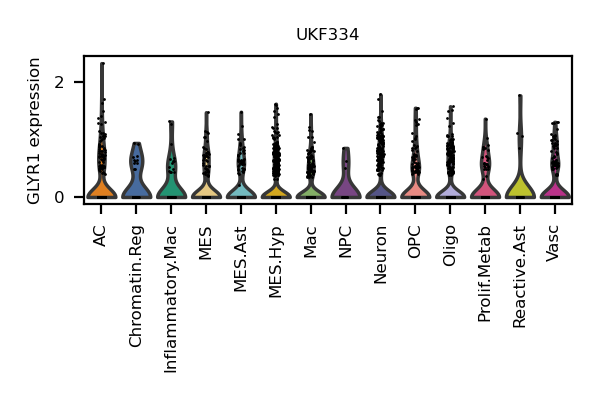 UKF334
GLYR1 expression
2
0
AC
Chromatin.Reg
Inflammatory.Mac
MES
MES.Ast
MES.Hyp
Mac
NPC
Neuron
OPC
Oligo
Prolif.Metab
Reactive.Ast
Vasc